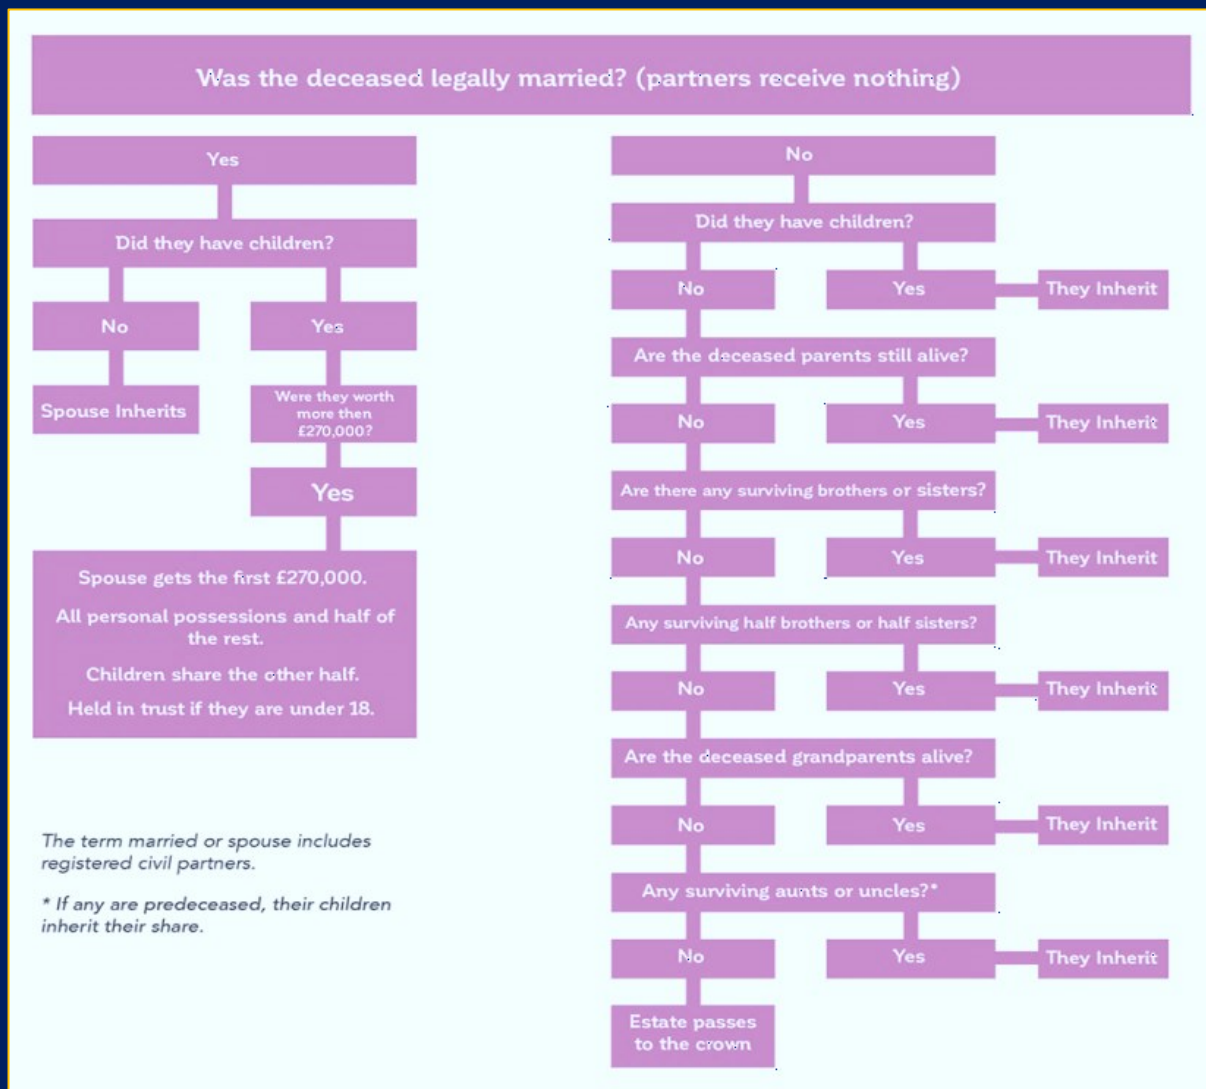 Was the deceased legally married? (partners receive nothing)
Yes
Did they have children?
No
Yes
Spouse Inherits
Were they worth
more then
£270,000?
Yes
Spouse gets the first £270,000.
All personal possessions and half of
the rest.
Children share the other half.
Held in trust if they are under 18.
The term married or spouse includes
registered civil partners.
* If any are predeceased, their children
inherit their share.
No
Did they have children?
No
Yes
They Inherit
Are the deceased parents still alive?
No
Yes
They Inherit
Are there any surviving brothers or sisters?
No
Yes
They Inherit
Any surviving half brothers or half sisters?
No
Yes
They Inherit
Are the deceased grandparents alive?
No
Yes
They Inherit
Any surviving aunts or uncles?*
No
Yes
They Inherit
Estate passes
to the crown